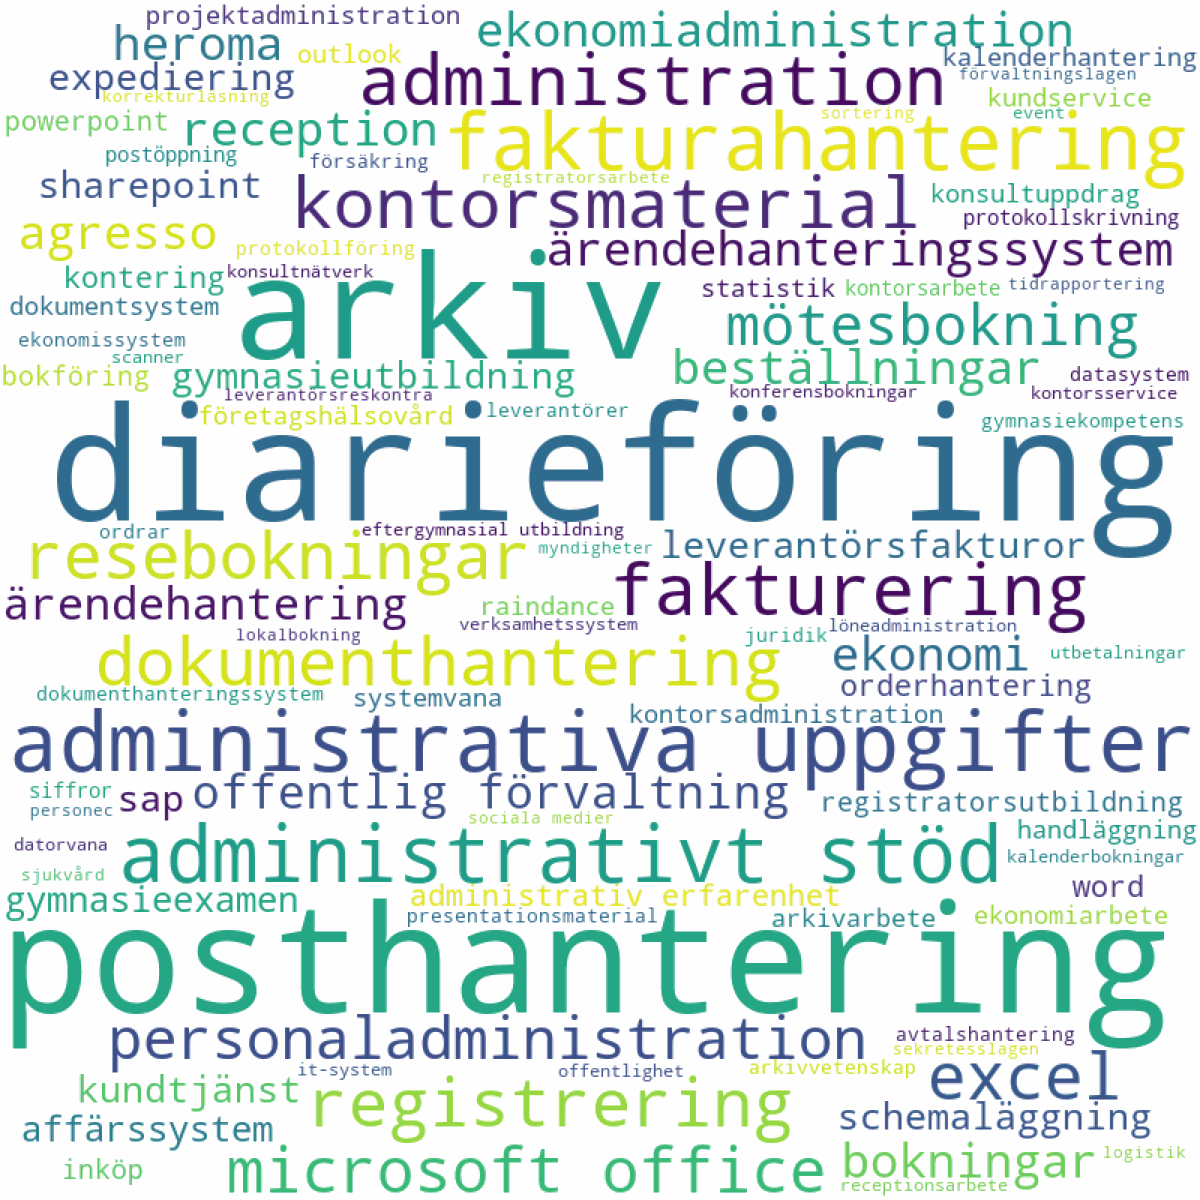 projektadministration
ekonomiadministration
heroma
outlook
administration
kalenderhantering
expediering
förvaltningslagen
korrekturläsning
kundservice
powerpoint
reception
fakturahantering
sortering
event
postöppning
försäkring
sharepoint
kontorsmaterial
registratorsarbete
konsultuppdrag
protokollskrivning
agresso
protokollföring
ärendehanteringssystem
kontering
konsultnätverk
arkiv
statistik
kontorsarbete
tidrapportering
dokumentsystem
mötesbokning
ekonomissystem
scanner
bokföring
gymnasieutbildning
beställningar
datasystem
leverantörsreskontra
konferensbokningar
kontorsservice
företagshälsovård
leverantörer
gymnasiekompetens
diarieföring
ordrar
eftergymnasial utbildning
resebokningar
myndigheter
leverantörsfakturor
ärendehantering
raindance
fakturering
verksamhetssystem
lokalbokning
juridik
löneadministration
dokumenthantering
ekonomi
utbetalningar
dokumenthanteringssystem
systemvana
orderhantering
administrativa uppgifter
kontorsadministration
siffror
sap
offentlig förvaltning
registratorsutbildning
personec
sociala medier
datorvana
administrativt stöd
handläggning
kalenderbokningar
sjukvård
gymnasieexamen
administrativ erfarenhet
word
presentationsmaterial
arkivarbete
ekonomiarbete
posthantering
personaladministration
avtalshantering
sekretesslagen
it-system
offentlighet
arkivvetenskap
excel
kundtjänst
registrering
schemaläggning
affärssystem
inköp
microsoft office
bokningar
logistik
receptionsarbete